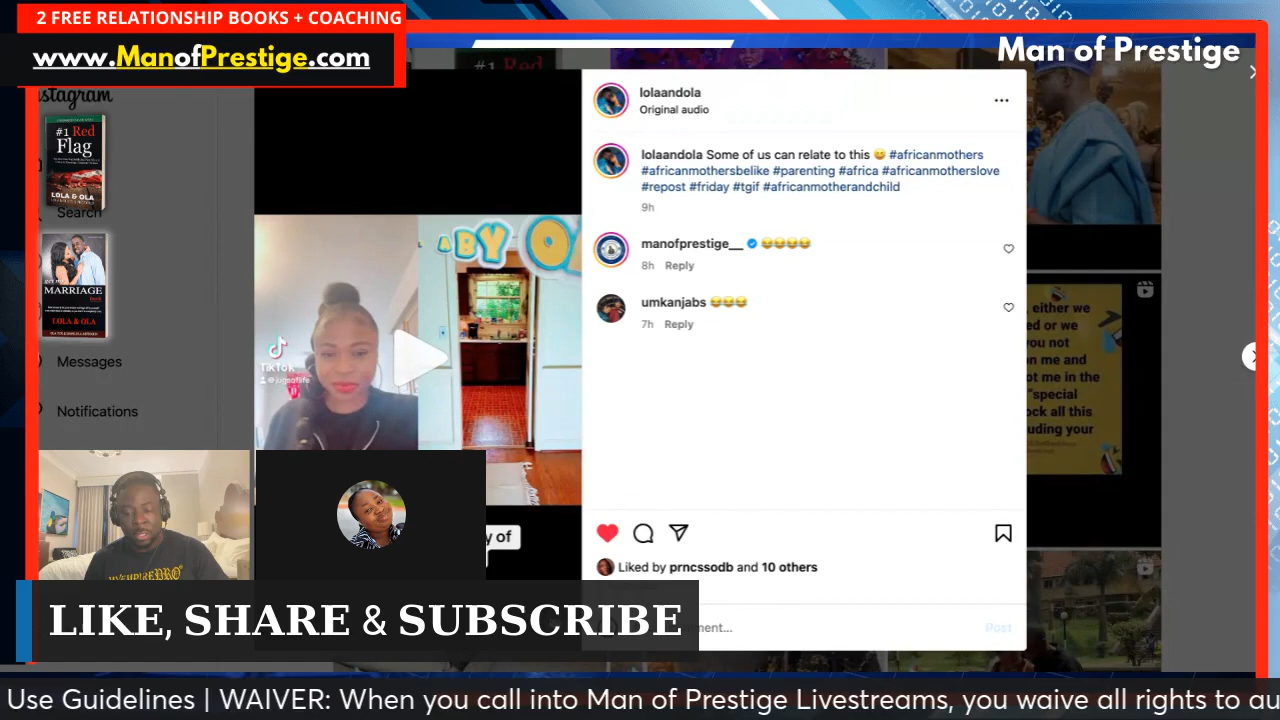 2 FREE RELATIONSHIP BOOKS + COACHING
www.ManofPrestige.com
Man of Prestige
#1 Red
#1 Red
Flag
LOLA & OLA
Search
MARRIAGE
LOLA & OLA
Messages
Notifications
ABY O
TikTok
y of
lolaandola
Original audio
lolaandola Some of us can relate to this 😄 #africanmothers
#africanmothersbelike #parenting #africa #africanmotherslove
#repost #friday #tgif #africanmotherandchild
9h
manofprestige__ 😂😂😂😂
8h Reply
umkanjabs 😂😂😂
7h Reply
Liked by prncssodb and 10 others
ment...
Post
either we
ed or we
ou not
n me and
ot me in the
"special
ock all this
uding your
LIKE, SHARE & SUBSCRIBE
Use Guidelines | WAIVER: When you call into Man of Prestige Livestreams, you waive all rights to au